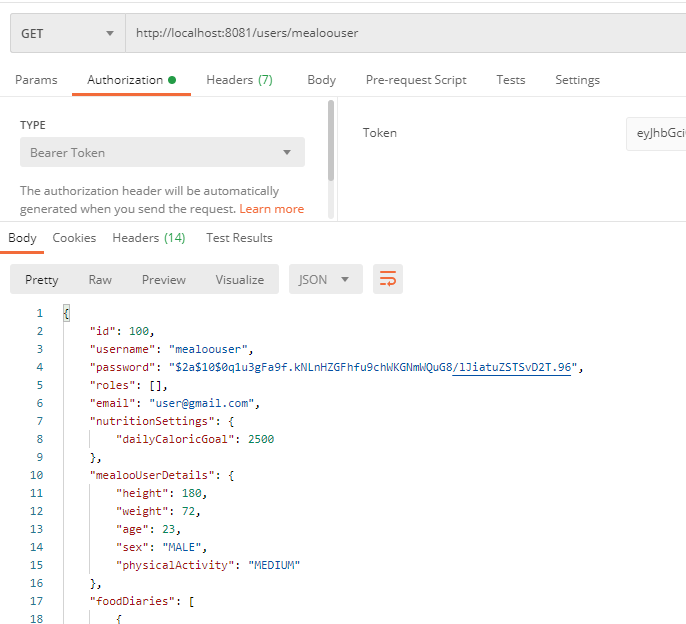 GET http://localhost:8081/users/mealoouser
Params Authorization Headers (7) Body Pre-request Script Tests Settings
TYPE
Bearer Token
The authorization header will be automatically
generated when you send the request. Learn more
Token eyJhbGci
Body Cookies Headers (14) Test Results
Pretty Raw Preview Visualize JSON
1 {
2 "id": 100,
3 "username": "mealoouser",
4 "password": "$2a$10$0q1u3gFa9f.kNLnHZGFhfu9chWKGNmWQuG8/lJiatuZSTSvD2T.96",
5 "roles": [],
6 "email": "user@gmail.com",
7 "nutritionSettings": {
8 "dailyCaloricGoal": 2500
9 },
10 "mealooUserDetails": {
11 "height": 180,
12 "weight": 72,
13 "age": 23,
14 "sex": "MALE",
15 "physicalActivity": "MEDIUM"
16 },
17 "foodDiaries": [
18 {